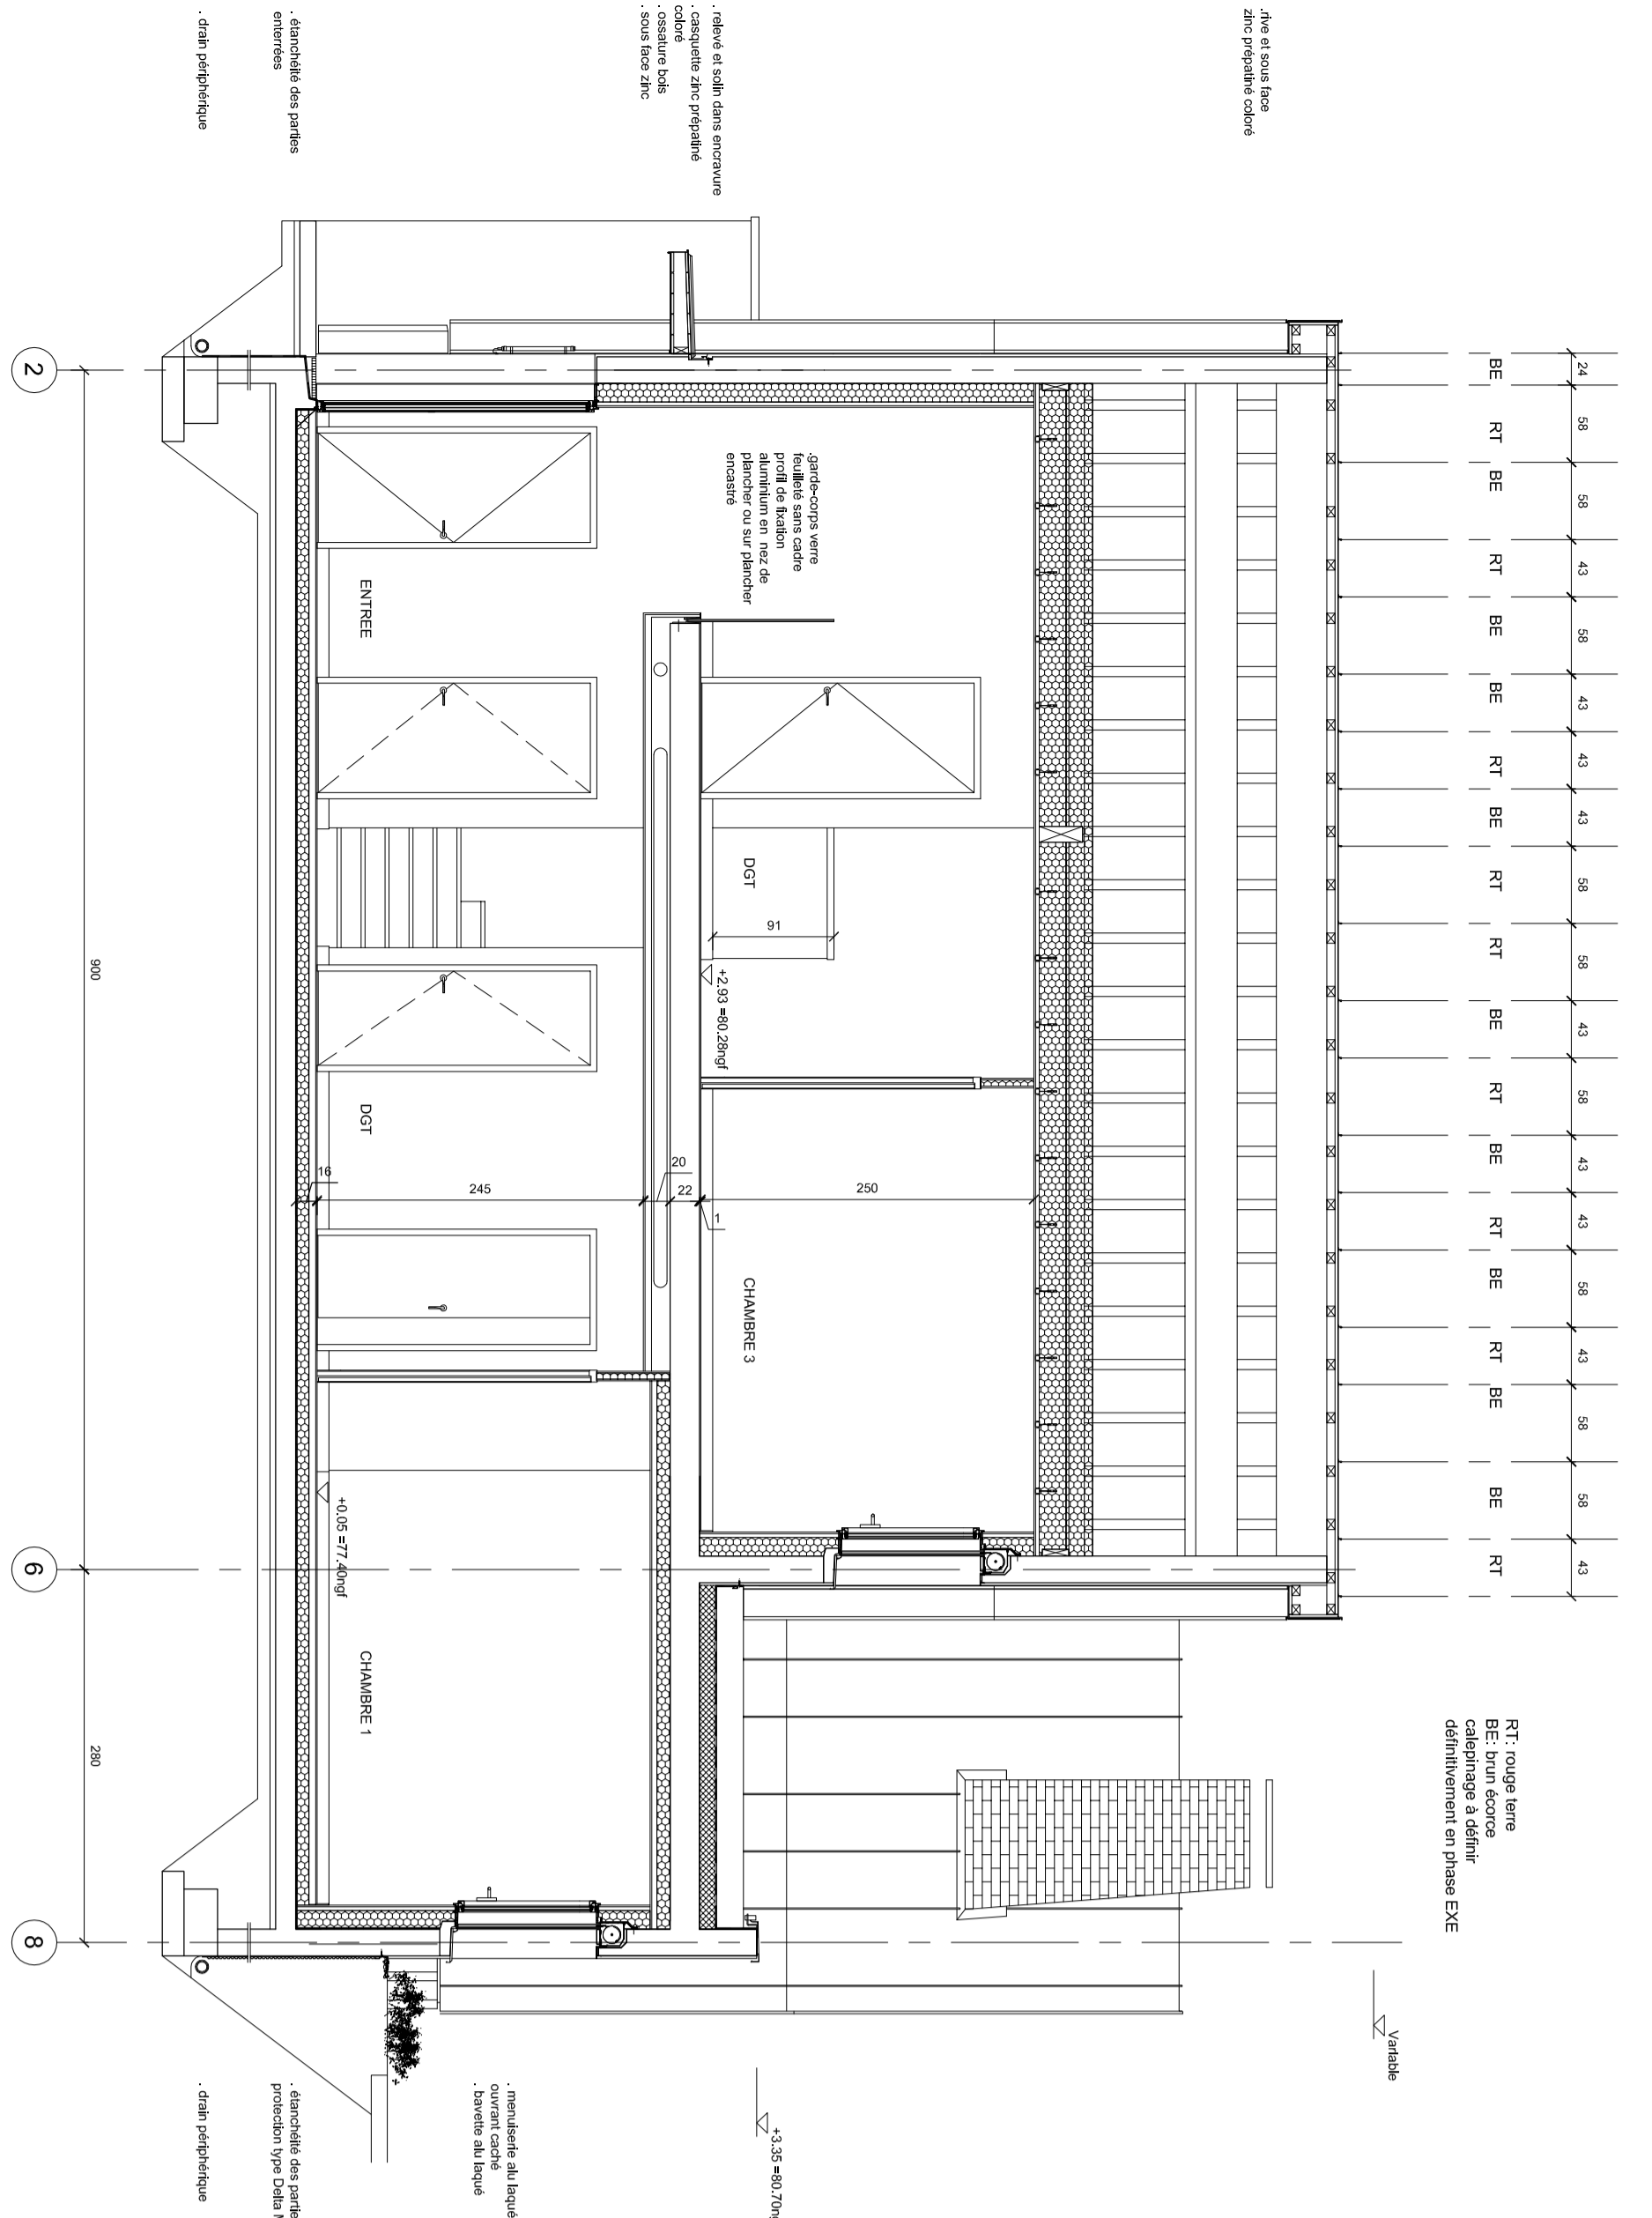 .rive et sous face
zinc prépatiné coloré
. relevé et solin dans encravure
. casquette zinc prépatiné
coloré
. ossature bois
. sous face zinc
. étanchéité des parties
enterrées
. drain périphérique
24
58
58
43
58
43
43
43
58
58
43
58
43
43
58
43
58
58
43
BE
RT
BE
RT
BE
BE
RT
BE
RT
RT
BE
RT
BE
RT
BE
RT
BE
BE
RT
RT: rouge terre
BE: brun écorce
calepinage à définir
définitivement en phase EXE
Variable
.garde-corps verre
feuilleté sans cadre
profil de fixation
aluminium en nez de
plancher ou sur plancher
encastré
DGT
91
+2.93 =80.28ngf
250
CHAMBRE 3
1
22
20
ENTREE
DGT
245
16
+0.05 =77.40ngf
CHAMBRE 1
+3.35 =80.70ng
. menuiserie alu laqué
ouvrant caché
. bavette alu laqué
. étanchéité des partie
protection type Delta
. drain périphérique
900
280
2
6
8